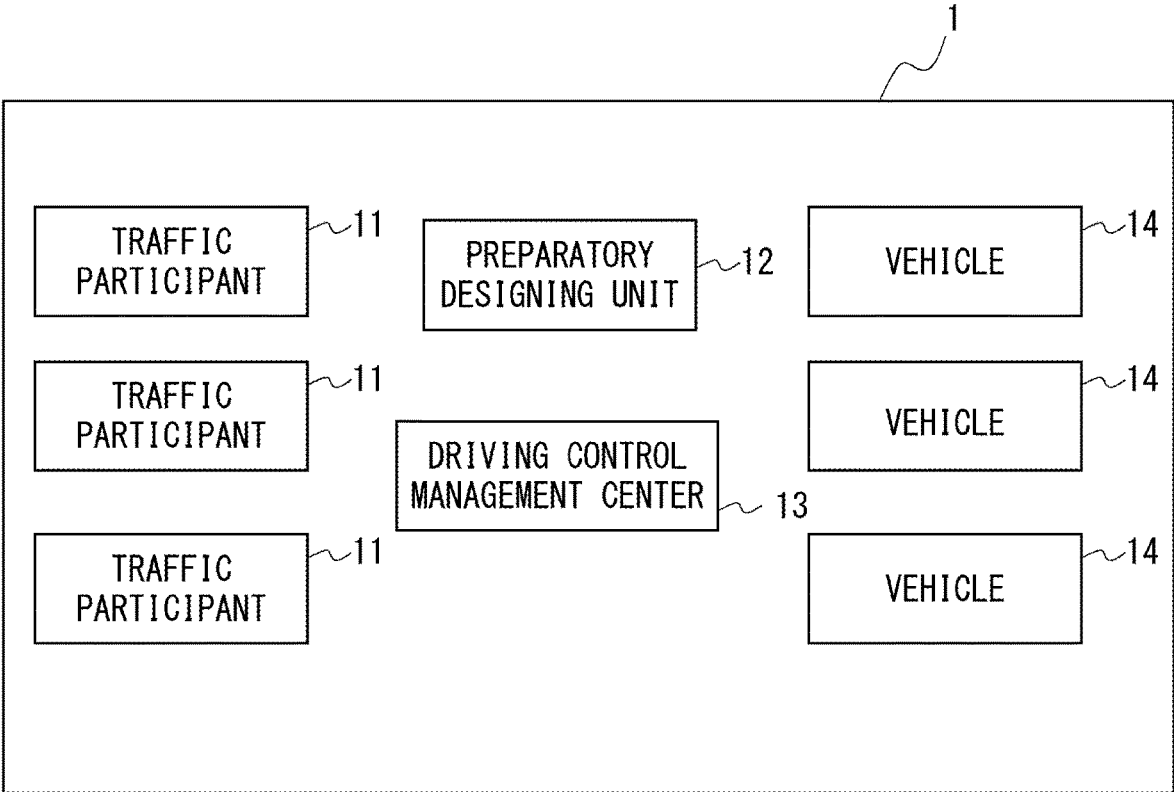 1
TRAFFIC
PARTICIPANT
11
PREPARATORY
DESIGNING UNIT
12
VEHICLE
14
TRAFFIC
PARTICIPANT
11
VEHICLE
14
DRIVING CONTROL
MANAGEMENT CENTER
13
TRAFFIC
PARTICIPANT
11
VEHICLE
14